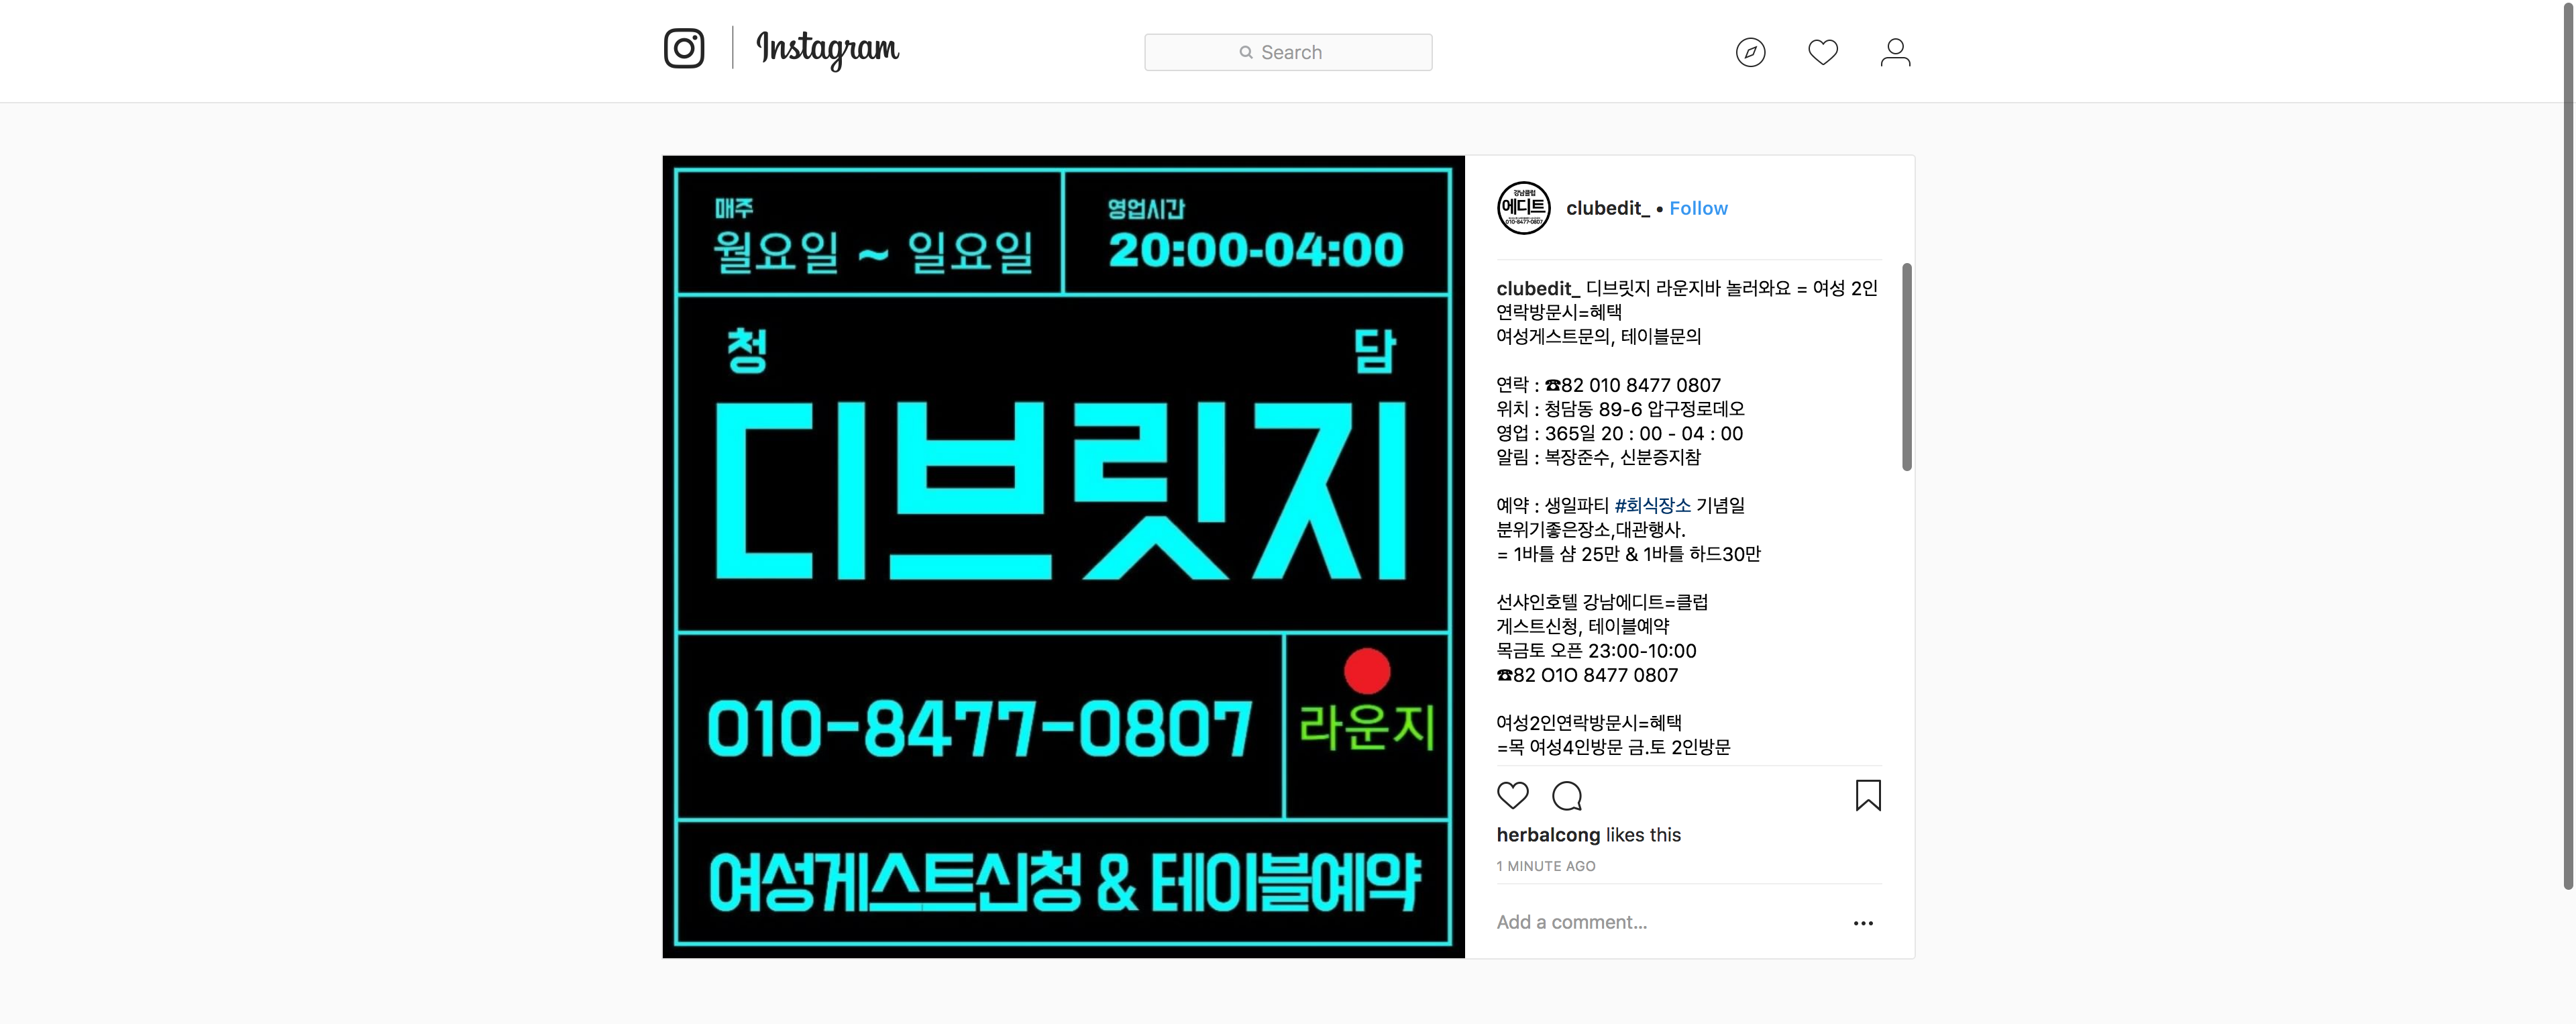 Instagram
Search
매주
월요일 ~ 일요일
영업시간
20:00-04:00
청 담
디브릿지
010-8477-0807
라운지
여성게스트신청 & 테이블예약
강남클럽
에디트
010-8477-0807
clubedit_ • Follow
clubedit_ 디브릿지 라운지바 놀러와요 = 여성 2인
연락방문시=혜택
여성게스트문의, 테이블문의
연락 : ☎82 010 8477 0807
위치 : 청담동 89-6 압구정로데오
영업 : 365일 20 : 00 - 04 : 00
알림 : 복장준수, 신분증지참
예약 : 생일파티 #회식장소 기념일
분위기좋은장소,대관행사.
= 1바틀 샴 25만 & 1바틀 하드30만
선샤인호텔 강남에디트=클럽
게스트신청, 테이블예약
목금토 오픈 23:00-10:00
☎82 O1O 8477 0807
여성2인연락방문시=혜택
=목 여성4인방문 금.토 2인방문
herbalcong likes this
1 MINUTE AGO
Add a comment...